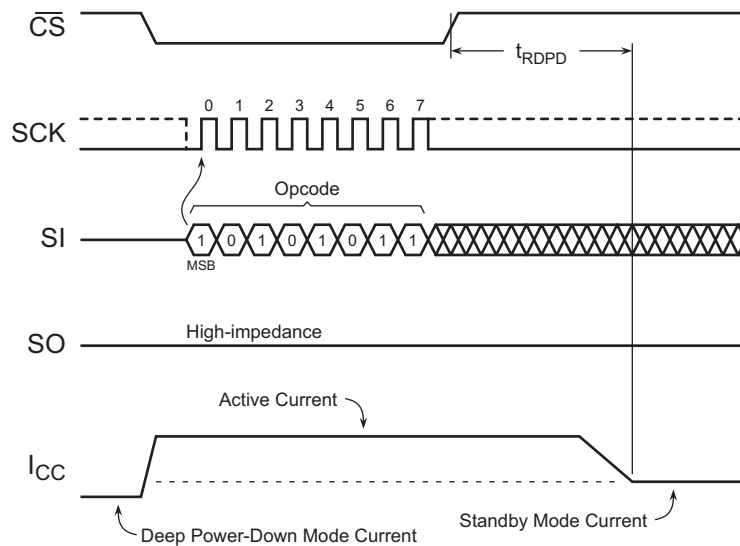 CS
tRDPD
0 1 2 3 4 5 6 7
SCK
Opcode
SI
1 0 1 0 1 0 1 1
MSB
High-impedance
SO
Active Current
ICC
Standby Mode Current
Deep Power-Down Mode Current